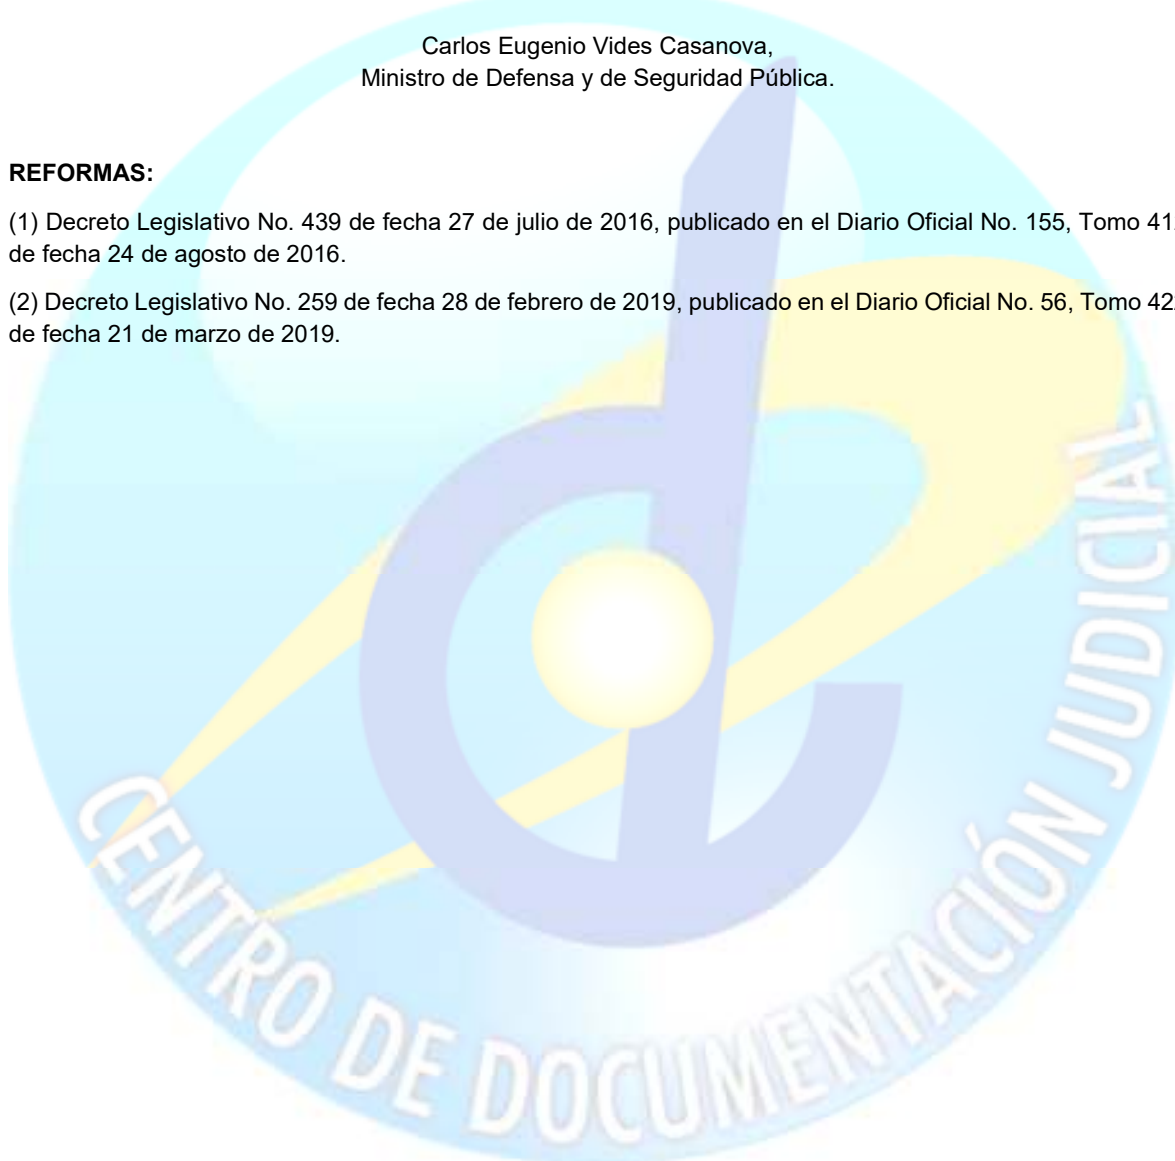 Carlos Eugenio Vides Casanova,
Ministro de Defensa y de Seguridad Pública.
REFORMAS:
(1) Decreto Legislativo No. 439 de fecha 27 de julio de 2016, publicado en el Diario Oficial No. 155, Tomo
de fecha 24 de agosto de 2016.
(2) Decreto Legislativo No. 259 de fecha 28 de febrero de 2019, publicado en el Diario Oficial No. 56, Tomo
de fecha 21 de marzo de 2019.
CENTRO DE DOCUMENTACIÓN JUDICIAL